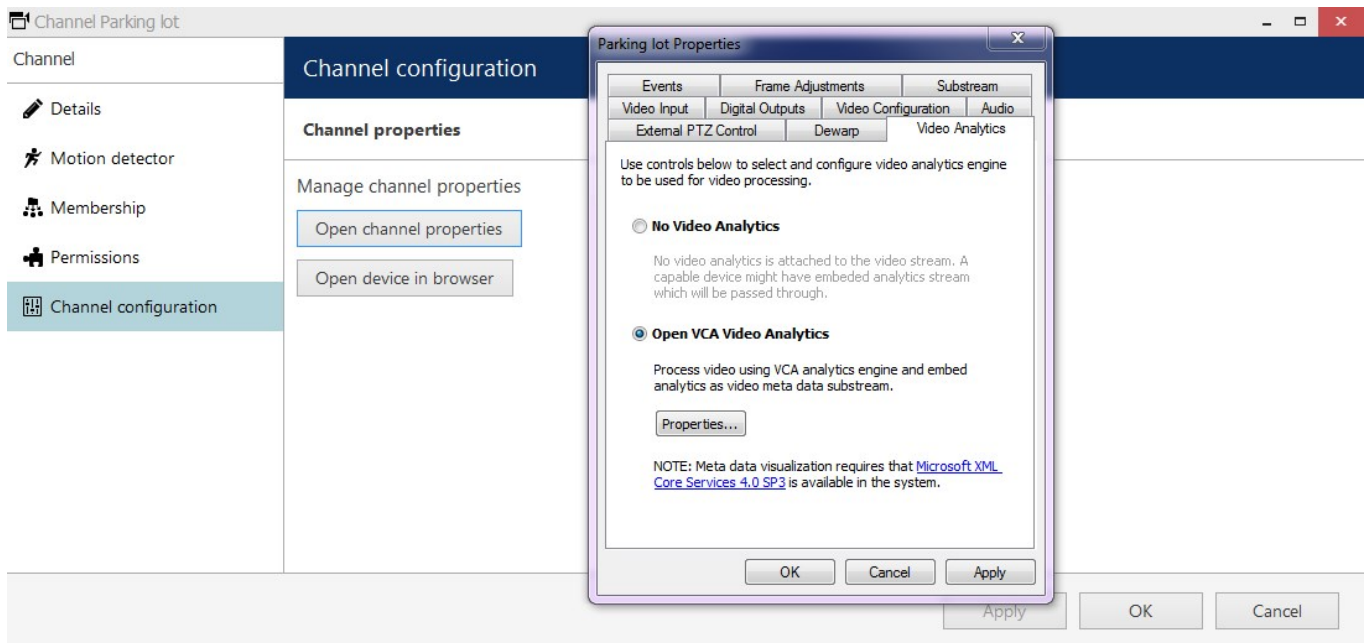 Channel Parking lot
Channel
Details
Motion detector
Membership
Permissions
Channel configuration
Channel configuration
Channel properties
Manage channel properties
Open channel properties
Open device in browser
Parking lot Properties
Events Frame Adjustments Substream
Video Input Digital Outputs Video Configuration Audio
External PTZ Control Dewarp Video Analytics
Use controls below to select and configure video analytics engine
to be used for video processing.
No Video Analytics
No video analytics is attached to the video stream. A
capable device might have embeded analytics stream
which will be passed through.
Open VCA Video Analytics
Process video using VCA analytics engine and embed
analytics as video meta data substream.
Properties...
NOTE: Meta data visualization requires that Microsoft XML
Core Services 4.0 SP3 is available in the system.
OK Cancel Apply
Apply OK Cancel